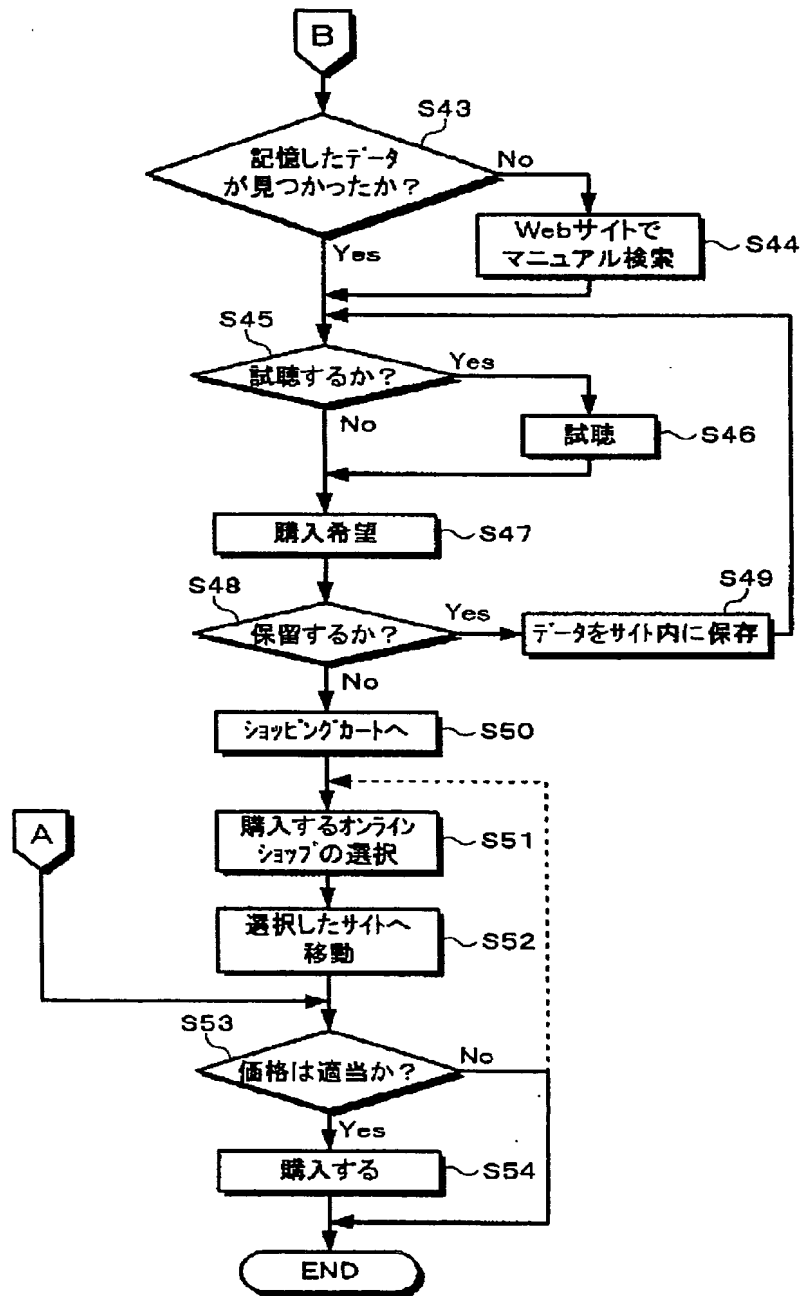 B
S43
記憶したデータ
が見つかったか？
No
Yes
Webサイトで
マニュアル検索
S44
S45
試聴するか？
Yes
No
試聴
S46
購入希望
S47
S48
保留するか？
Yes
No
S49
データをサイト内に保存
ショッピングカートへ
S50
A
購入するオンライン
ショップの選択
S51
選択したサイトへ
移動
S52
S53
価格は適当か？
No
Yes
購入する
S54
END